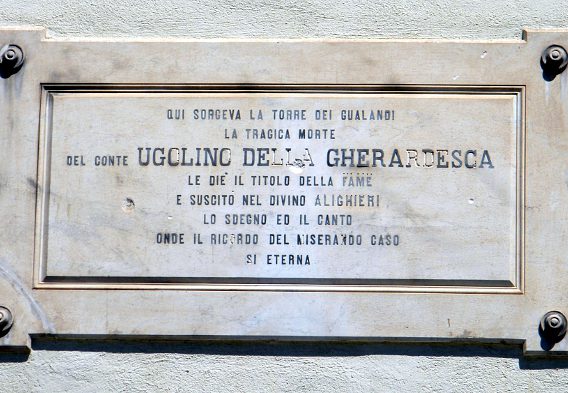 QUI SORGEVA LA TORRE DEI GUALANDI
LA TRAGICA MORTE
DEL CONTE UGOLINO DELLA GHERARDESCA
LE DIÈ IL TITOLO DELLA FAME
E SUSCITÒ NEL DIVINO ALIGHIERI
LO SDEGNO ED IL CANTO
ONDE IL RICORDO DEL MISERANDO CASO
SI ETERNA